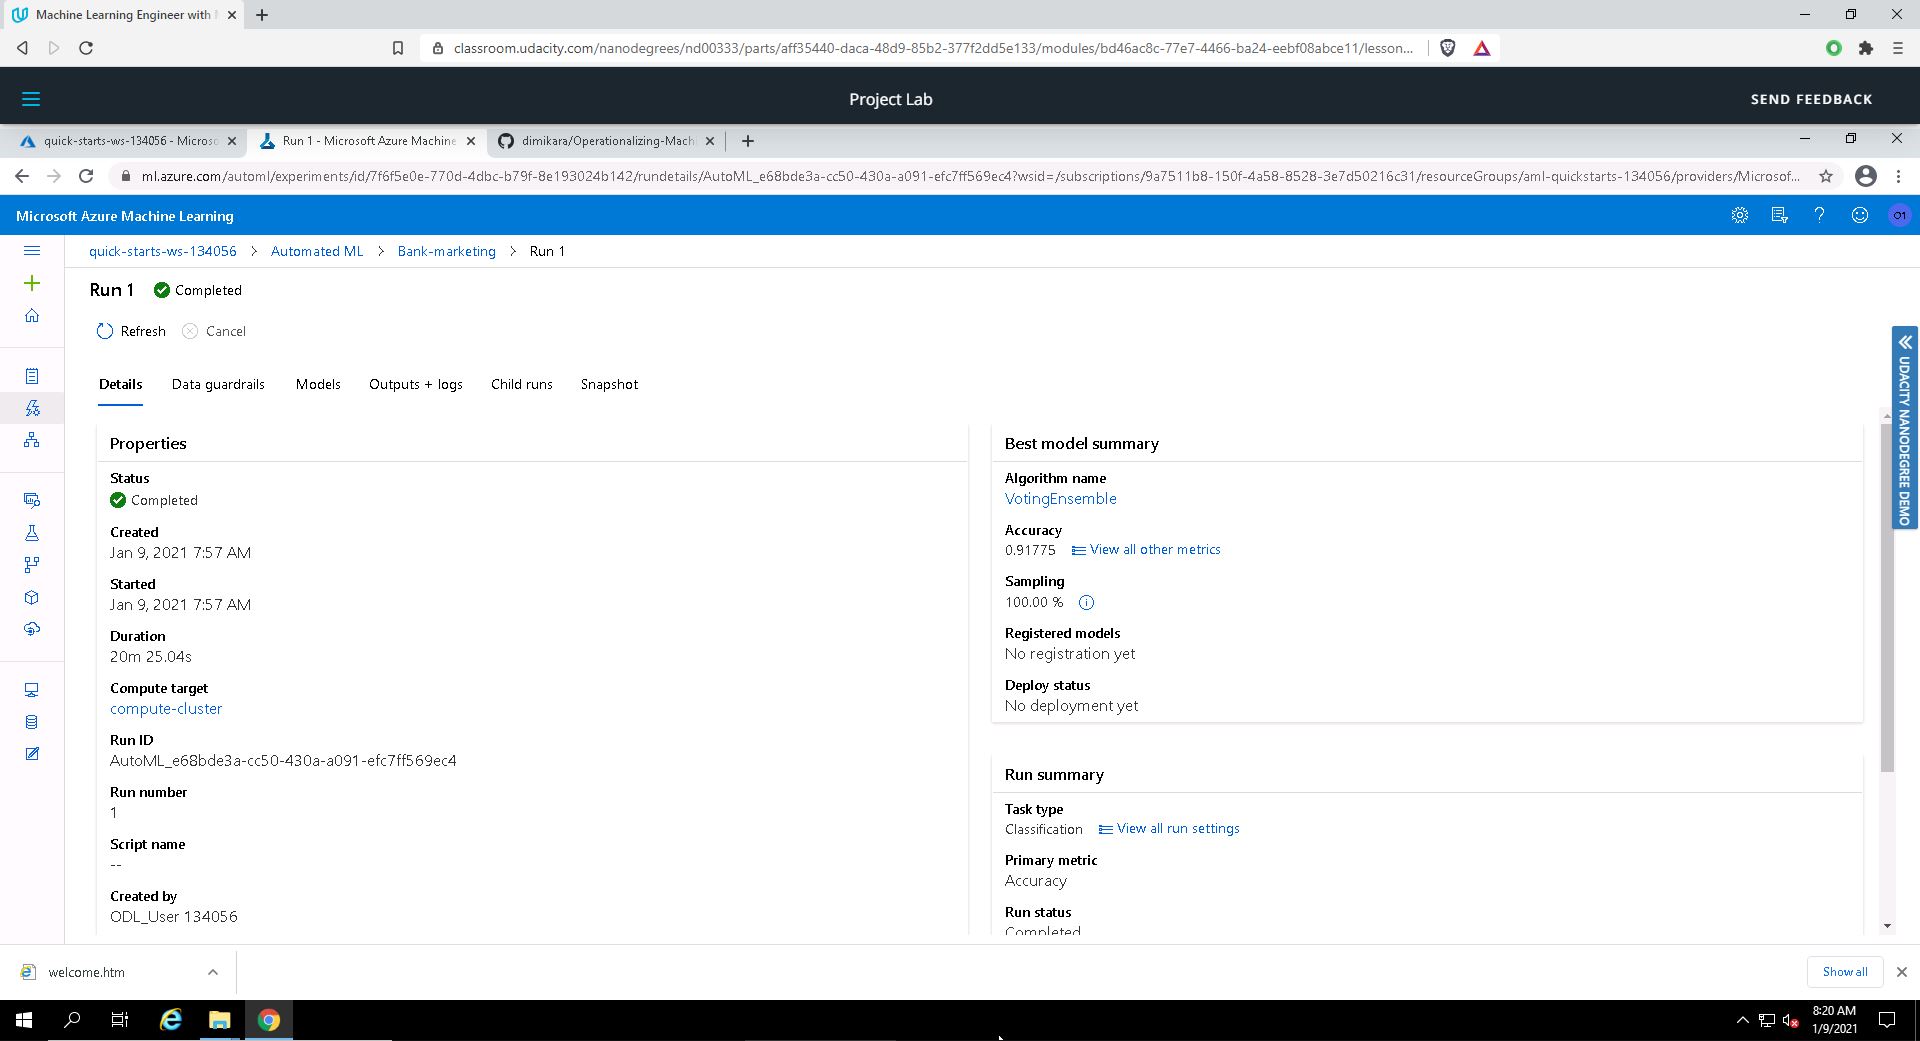 Machine Learning Engineer with
classroom.udacity.com/nanodegrees/nd00333/parts/aff35440-daca-48d9-85b2-377f2dd5e133/modules/bd46ac8c-77e7-4466-ba24-eebf08abce11/lesson...
Project Lab
SEND FEEDBACK
quick-starts-ws-134056 - Microso
Run 1 - Microsoft Azure Machine
dimikara/Operationalizing-Mach
ml.azure.com/automl/experiments/id/7f6f5e0e-770d-4dbc-b79f-8e193024b142/rundetails/AutoML_e68bde3a-cc50-430a-a091-efc7ff569ec4?wsid=/subscriptions/9a7511b8-150f-4a58-8528-3e7d50216c31/resourceGroups/aml-quickstarts-134056/providers/Microsof...
Microsoft Azure Machine Learning
O1
quick-starts-ws-134056 > Automated ML > Bank-marketing > Run 1
Run 1 Completed
Refresh Cancel
Details Data guardrails Models Outputs + logs Child runs Snapshot
UDACITY NANODEGREE DEMO
Properties
Status
Completed
Created
Jan 9, 2021 7:57 AM
Started
Jan 9, 2021 7:57 AM
Duration
20m 25.04s
Compute target
compute-cluster
Run ID
AutoML_e68bde3a-cc50-430a-a091-efc7ff569ec4
Run number
1
Script name
--
Created by
ODL_User 134056
Best model summary
Algorithm name
VotingEnsemble
Accuracy
0.91775 View all other metrics
Sampling
100.00 %
Registered models
No registration yet
Deploy status
No deployment yet
Run summary
Task type
Classification View all run settings
Primary metric
Accuracy
Run status
Completed
welcome.htm
Show all
8:20 AM
1/9/2021